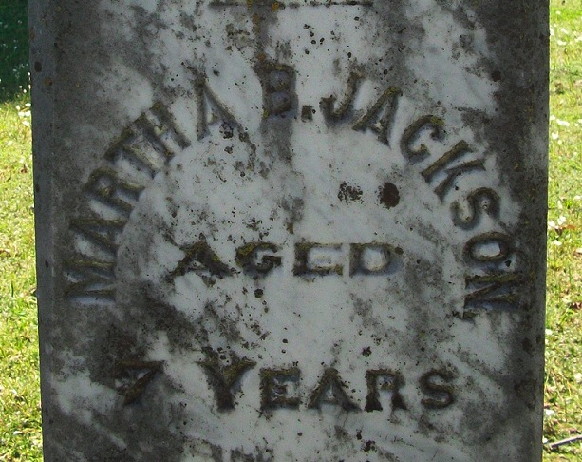 MARTHA B. JACKSON
AGED
7 YEARS